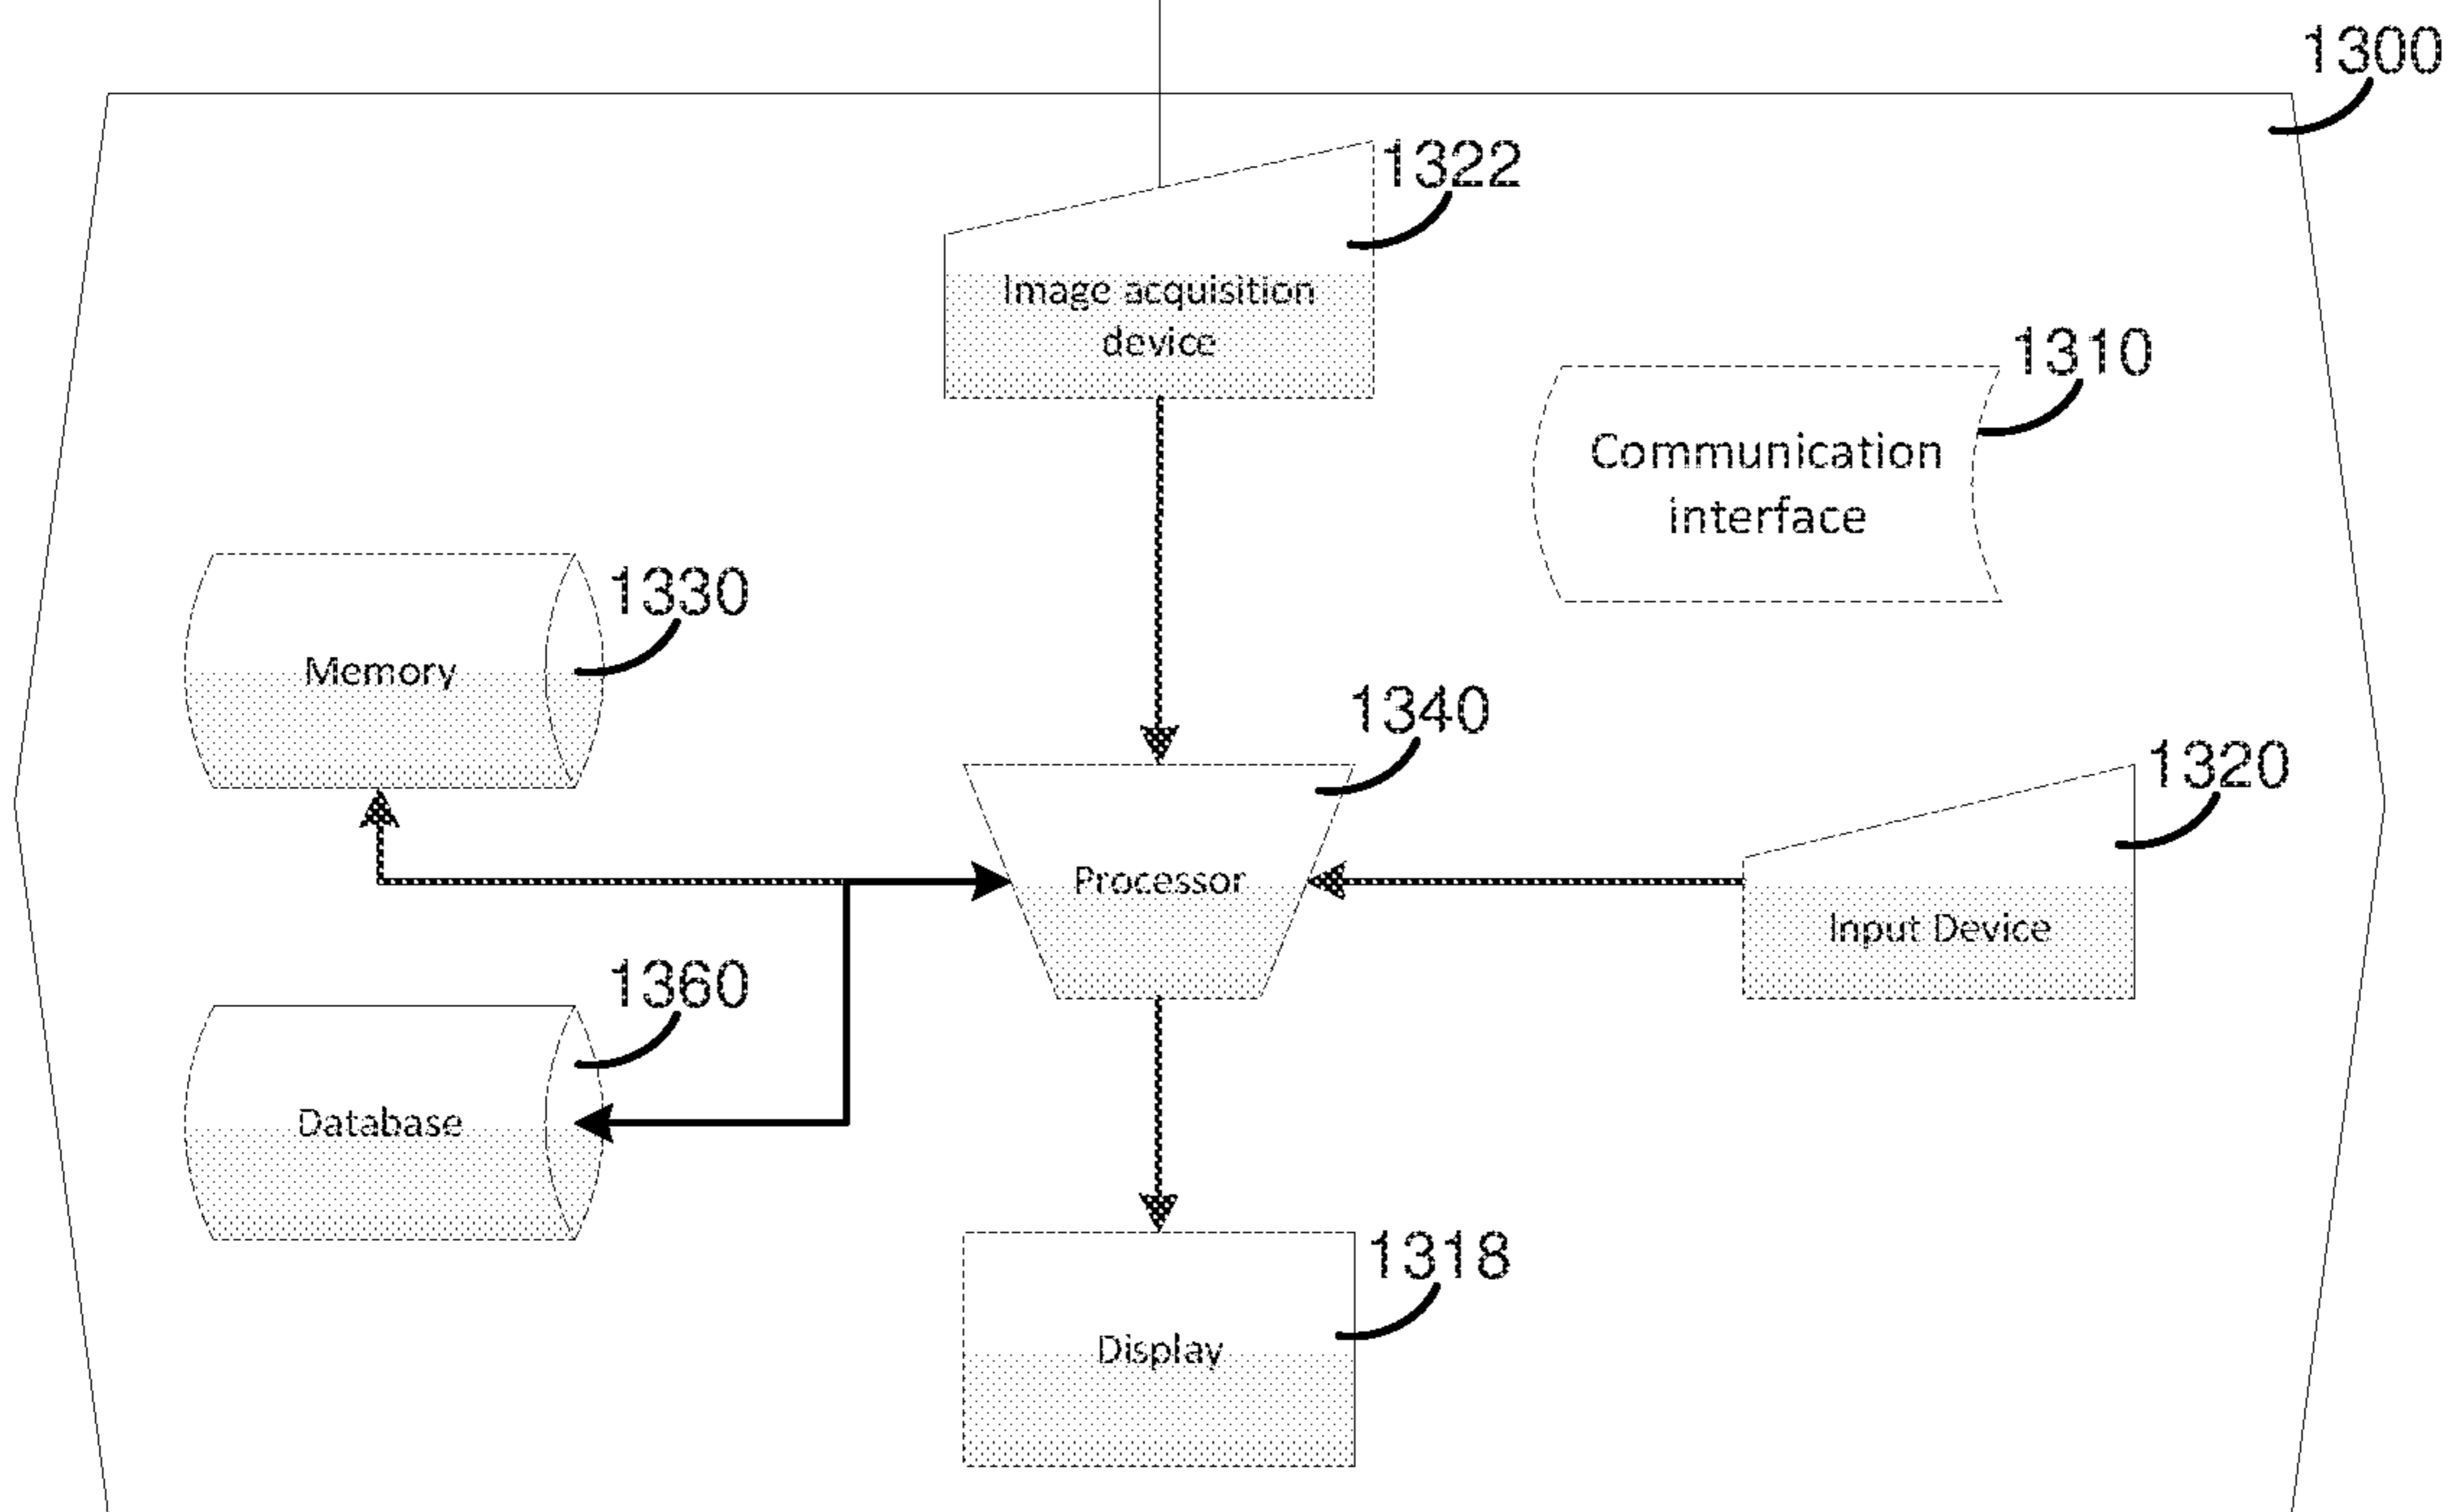 1300
1322
Image acquisition
device
1310
Communication
interface
1330
Memory
1340
Processor
1320
Input Device
1360
Database
1318
Display